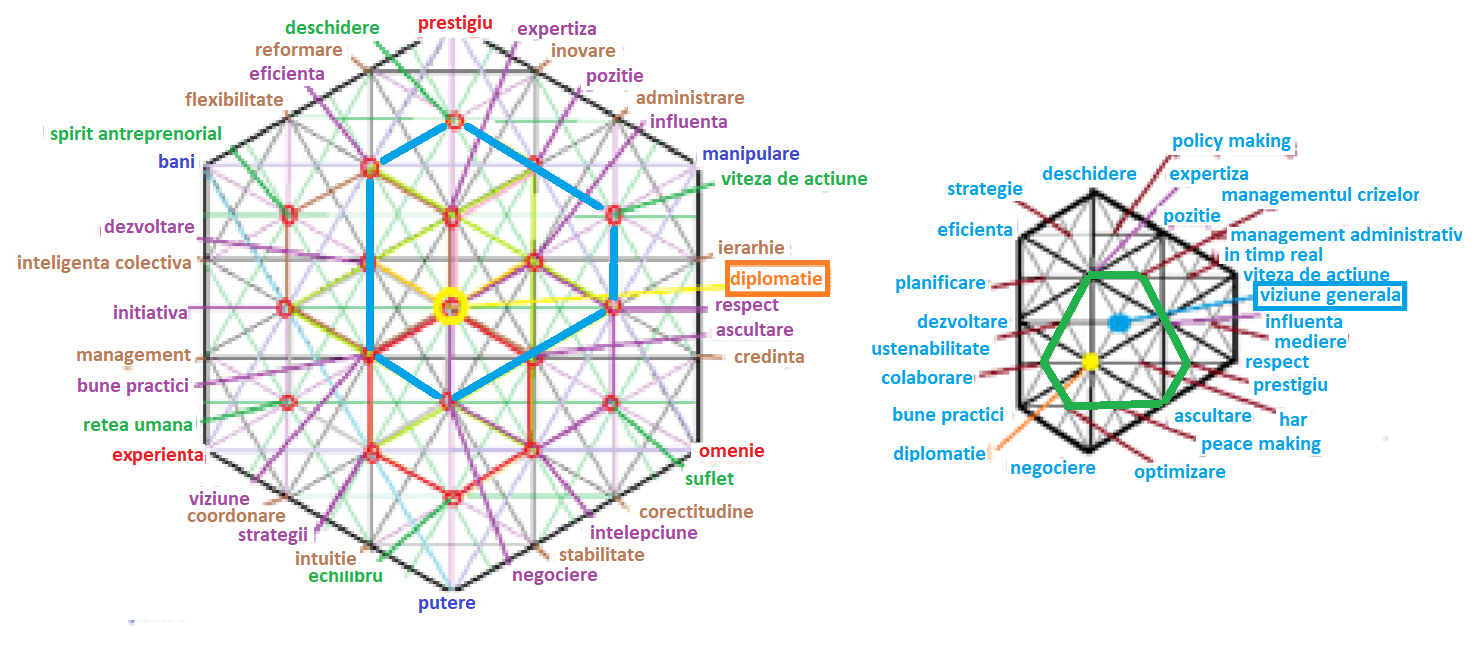 prestigiu
deschidere
expertiza
reformare
inovare
eficienta
pozitie
flexibilitate
administrare
influenta
spirit antreprenorial
bani
manipulare
viteza de actiune
dezvoltare
ierarhie
inteligenta colectiva
diplomatie
initiativa
respect
ascultare
management
credinta
bune practici
retea umana
experienta
omenie
suflet
viziune
coordonare
corectitudine
strategii
intelepciune
intuitie
stabilitate
echilibru
negociere
putere
policy making
deschidere
expertiza
strategie
managementul crizelor
pozitie
eficienta
management administrativ
in timp real
viteza de actiune
planificare
viziune generala
dezvoltare
influenta
mediere
ustenabilitate
respect
colaborare
prestigiu
bune practici
ascultare
har
peace making
diplomatie
negociere
optimizare